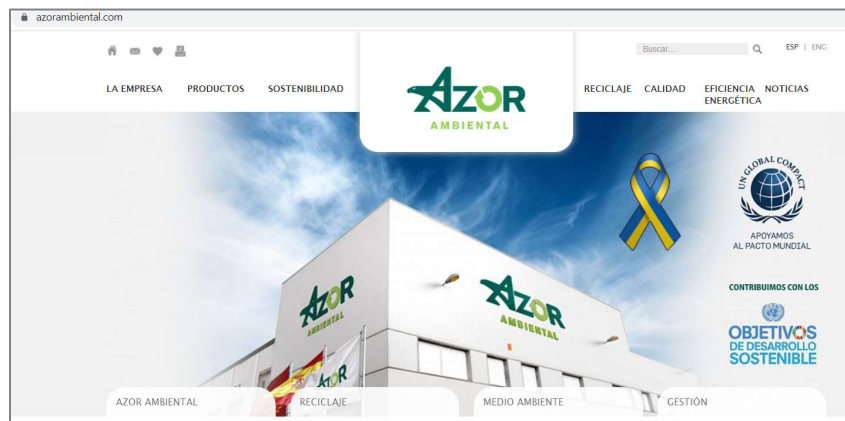 azorambiental.com
Buscar...
ESP | ENG
LA EMPRESA PRODUCTOS SOSTENIBILIDAD
AZOR
AMBIENTAL
RECICLAJE CALIDAD EFICIENCIA ENERGÉTICA NOTICIAS
UN GLOBAL COMPACT
APOYAMOS
AL PACTO MUNDIAL
CONTRIBUIMOS CON LOS
OBJETIVOS
DE DESARROLLO
SOSTENIBLE
AZOR
AMBIENTAL
AZOR
AMBIENTAL
AZOR
AZOR AMBIENTAL RECICLAJE MEDIO AMBIENTE GESTIÓN